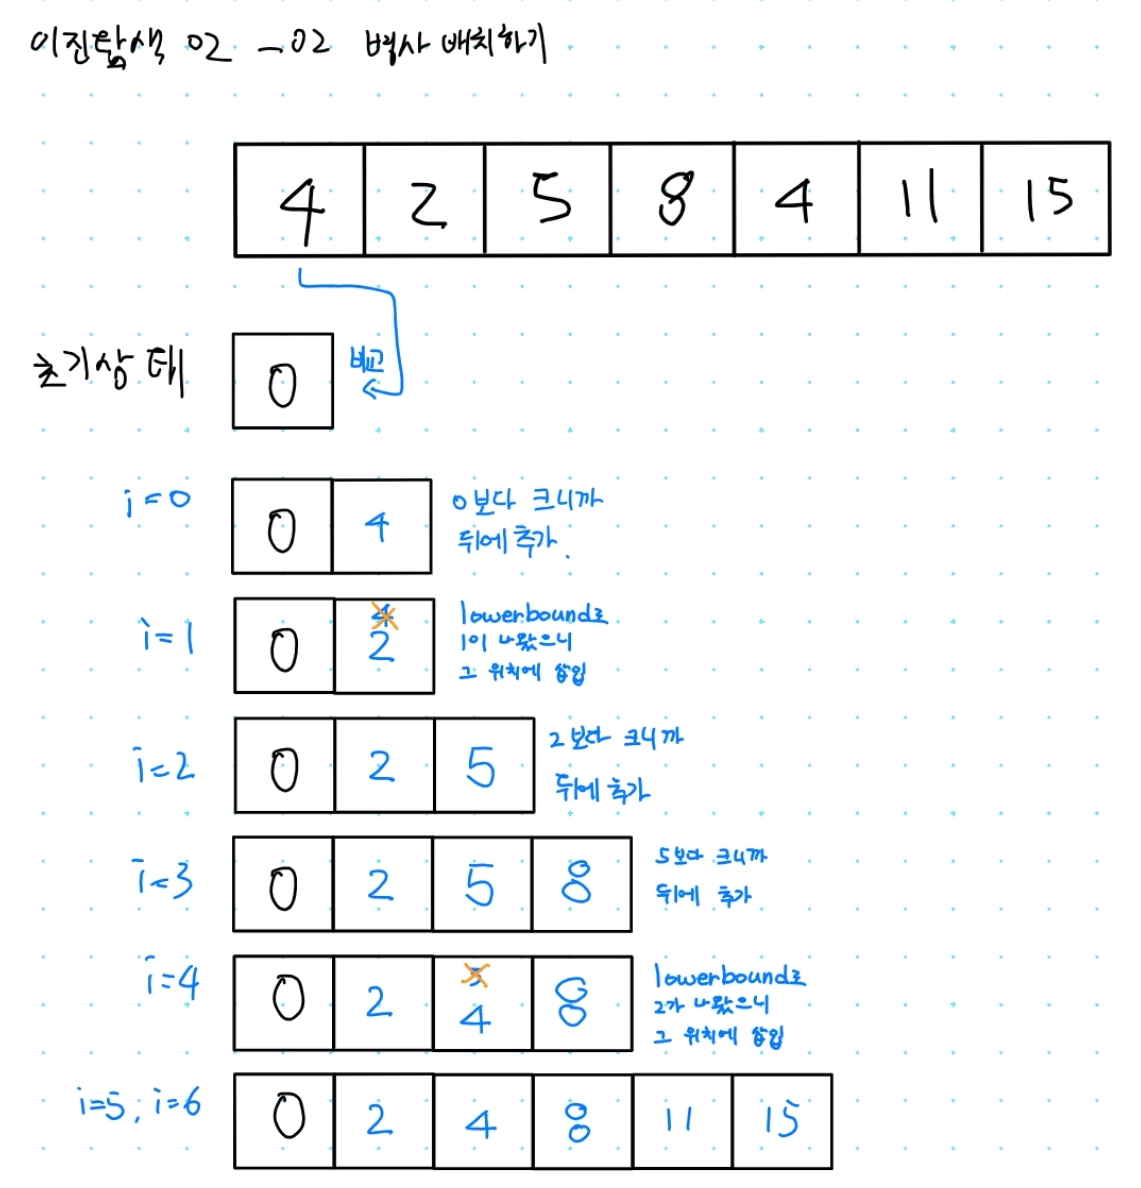 이진탐색 02 _02 병사 배치하기
4 2 5 8 4 11 15
초기상태 0 비교
i=0 0 4 0보다 크니까
뒤에 추가.
i=1 0 4 2 lowerbound로
1이 나왔으니
그 위치에 삽입
i=2 0 2 5 2보다 크니까
뒤에 추가
i=3 0 2 5 8 5보다 크니까
뒤에 추가
i=4 0 2 5 4 8 lowerbound로
2가 나왔으니
그 위치에 삽입
i=5, i=6 0 2 4 8 11 15